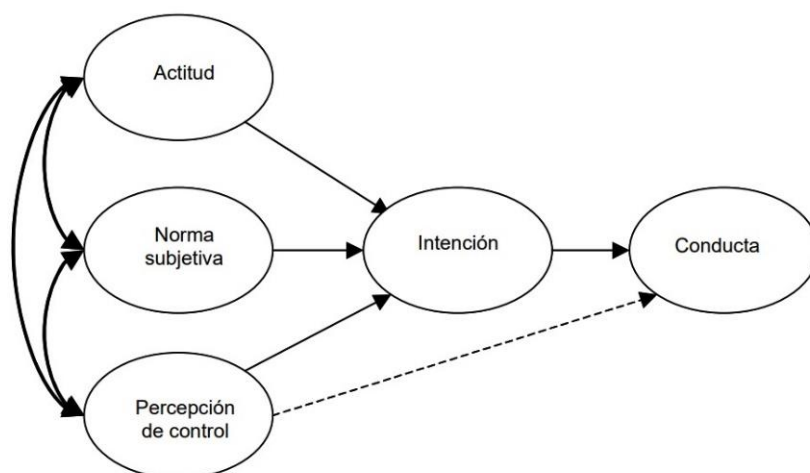 Actitud
Norma
subjetiva
Intención
Conducta
Percepción
de control